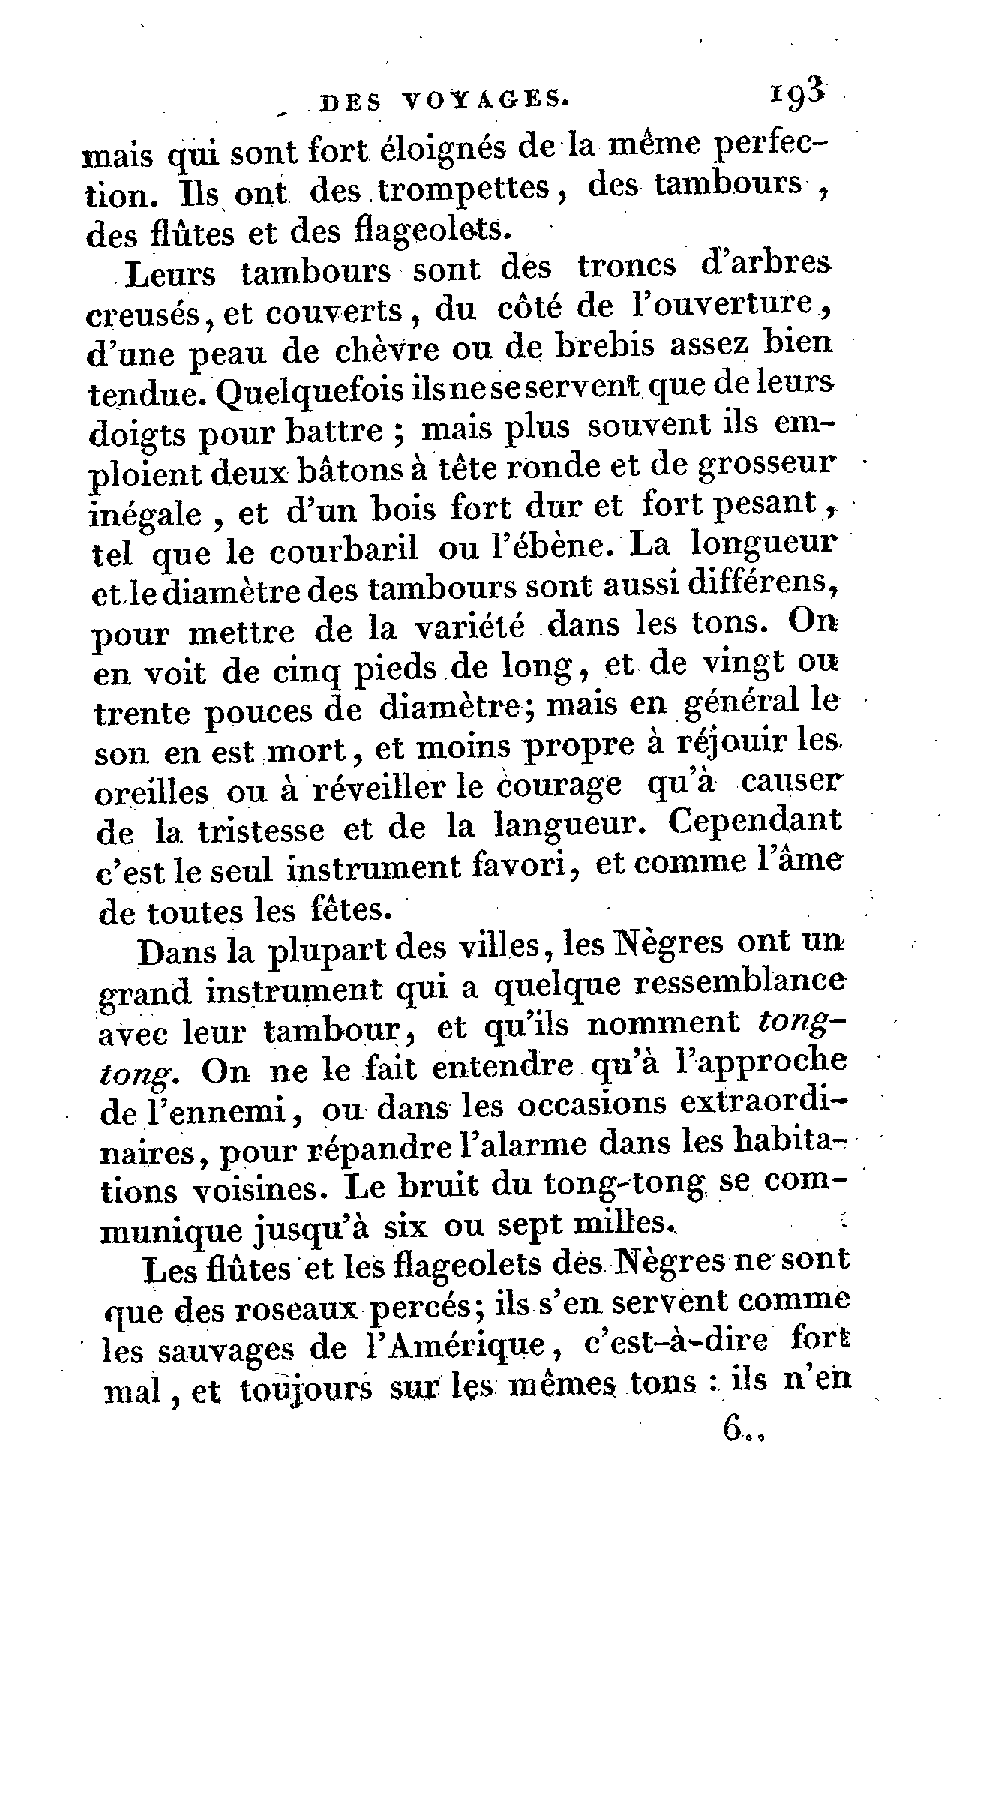 DES VOYAGES. 193
mais qui sont fort éloignés de la même perfec-
tion. Ils ont des trompettes, des tambours,
des flûtes et des flageolets.
Leurs tambours sont des troncs d'arbres
creusés, et couverts, du côté de l'ouverture,
d'une peau de chèvre ou de brebis assez bien
tendue. Quelquefois ils ne se servent que de leurs
doigts pour battre ; mais plus souvent ils em-
ploient deux bâtons à tête ronde et de grosseur
inégale, et d'un bois fort dur et fort pesant,
tel que le courbaril ou l'ébène. La longueur
et le diamètre des tambours sont aussi différens,
pour mettre de la variété dans les tons. On
en voit de cinq pieds de long, et de vingt ou
trente pouces de diamètre; mais en général le
son en est mort, et moins propre à réjouir les
oreilles ou à réveiller le courage qu'à causer
de la tristesse et de la langueur. Cependant
c'est le seul instrument favori, et comme l'âme
de toutes les fêtes.
Dans la plupart des villes, les Nègres ont un
grand instrument qui a quelque ressemblance
avec leur tambour, et qu'ils nomment tong-
tong. On ne le fait entendre qu'à l'approche
de l'ennemi, ou dans les occasions extraordi-
naires, pour répandre l'alarme dans les habita-
tions voisines. Le bruit du tong-tong se com-
munique jusqu'à six ou sept milles.
Les flûtes et les flageolets des Nègres ne sont
que des roseaux percés; ils s'en servent comme
les sauvages de l'Amérique, c'est-à-dire fort
mal, et toujours sur les mêmes tons : ils n'en
6..